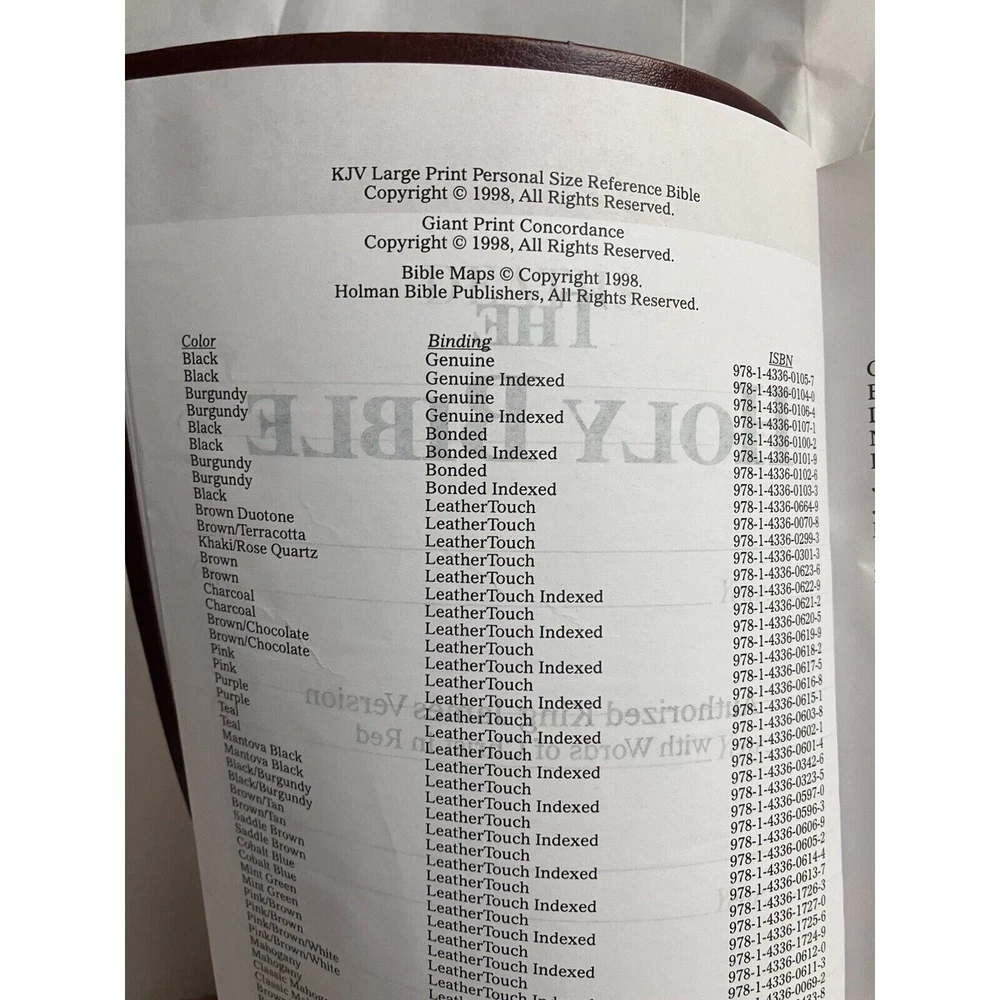 KJV Large Print Personal Size Reference Bible
Copyright © 1998, All Rights Reserved.
Giant Print Concordance
Copyright © 1998, All Rights Reserved.
Bible Maps © Copyright 1998.
Holman Bible Publishers, All Rights Reserved.
Color Binding ISBN
Black Genuine 978-1-4336-0105-7
Black Genuine Indexed 978-1-4336-0104-0
Burgundy Genuine 978-1-4336-0106-4
Burgundy Genuine Indexed 978-1-4336-0107-1
Black Bonded 978-1-4336-0100-2
Black Bonded Indexed 978-1-4336-0101-9
Burgundy Bonded 978-1-4336-0102-6
Burgundy Bonded Indexed 978-1-4336-0103-3
Black LeatherTouch 978-1-4336-0664-9
Brown Duotone LeatherTouch 978-1-4336-0070-8
Brown/Terracotta LeatherTouch 978-1-4336-0299-3
Khaki/Rose Quartz LeatherTouch 978-1-4336-0301-3
Brown LeatherTouch 978-1-4336-0623-6
Brown LeatherTouch Indexed 978-1-4336-0622-9
Charcoal LeatherTouch 978-1-4336-0621-2
Charcoal LeatherTouch Indexed 978-1-4336-0620-5
Brown/Chocolate LeatherTouch 978-1-4336-0619-9
Brown/Chocolate LeatherTouch Indexed 978-1-4336-0618-2
Pink LeatherTouch 978-1-4336-0617-5
Pink LeatherTouch Indexed 978-1-4336-0616-8
Purple LeatherTouch 978-1-4336-0615-1
Purple LeatherTouch Indexed 978-1-4336-0603-8
Teal LeatherTouch 978-1-4336-0602-1
Teal LeatherTouch Indexed 978-1-4336-0601-4
Mantova Black LeatherTouch 978-1-4336-0342-6
Mantova Black LeatherTouch Indexed 978-1-4336-0323-5
Black/Burgundy LeatherTouch 978-1-4336-0597-0
Black/Burgundy LeatherTouch Indexed 978-1-4336-0596-3
Brown/Tan LeatherTouch 978-1-4336-0606-9
Brown/Tan LeatherTouch Indexed 978-1-4336-0605-2
Saddle Brown LeatherTouch 978-1-4336-0614-4
Saddle Brown LeatherTouch Indexed 978-1-4336-0613-7
Cobalt Blue LeatherTouch 978-1-4336-1726-3
Cobalt Blue LeatherTouch Indexed 978-1-4336-1727-0
Mint Green LeatherTouch 978-1-4336-1725-6
Mint Green LeatherTouch Indexed 978-1-4336-1724-9
Pink/Brown LeatherTouch 978-1-4336-0612-0
Pink/Brown 978-1-4336-0611-3
Pink/Brown/White 978-1-4336-0069-2
Pink/Brown/White
Mahogany
Mahogany
Classic
Classic